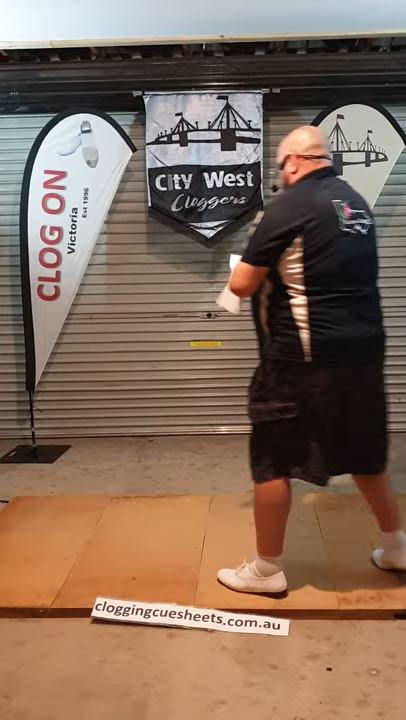 CLOG ON
Victoria
Est 1996
City West
Cloggers
cloggingcuesheets.com.au